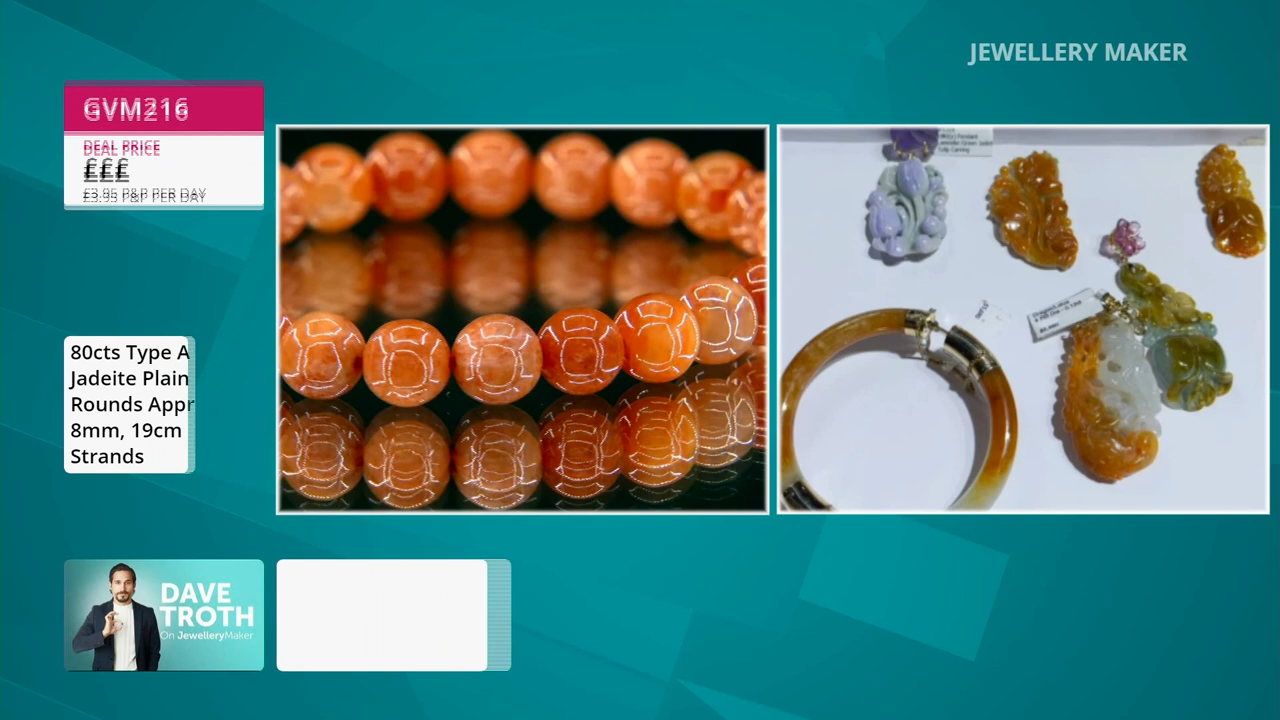 JEWELLERY MAKER
GVM216
DEAL PRICE
£££
£3.95 P&P PER DAY
80cts Type A
Jadeite Plain
Rounds Appr
8mm, 19cm
Strands
DAVE
TROTH
On JewelleryMaker